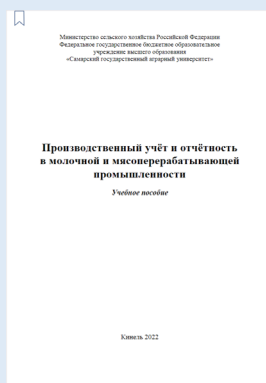 Министерство сельского хозяйства Российской Федерации
Федеральное государственное бюджетное образовательное
учреждение высшего образования
«Самарский государственный аграрный университет»
Производственный учёт и отчётность
в молочной и мясоперерабатывающей
промышленности
Учебное пособие
Кинель 2022